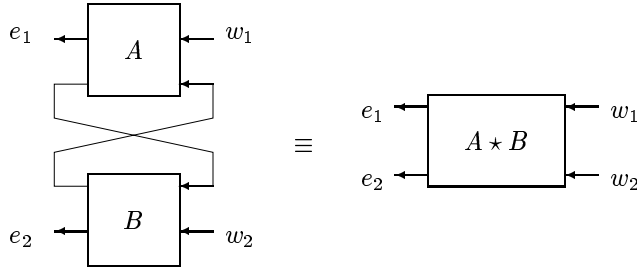 e₁ A w₁
≡
e₁ A ⋆ B w₁
e₂ w₂
e₂ B w₂